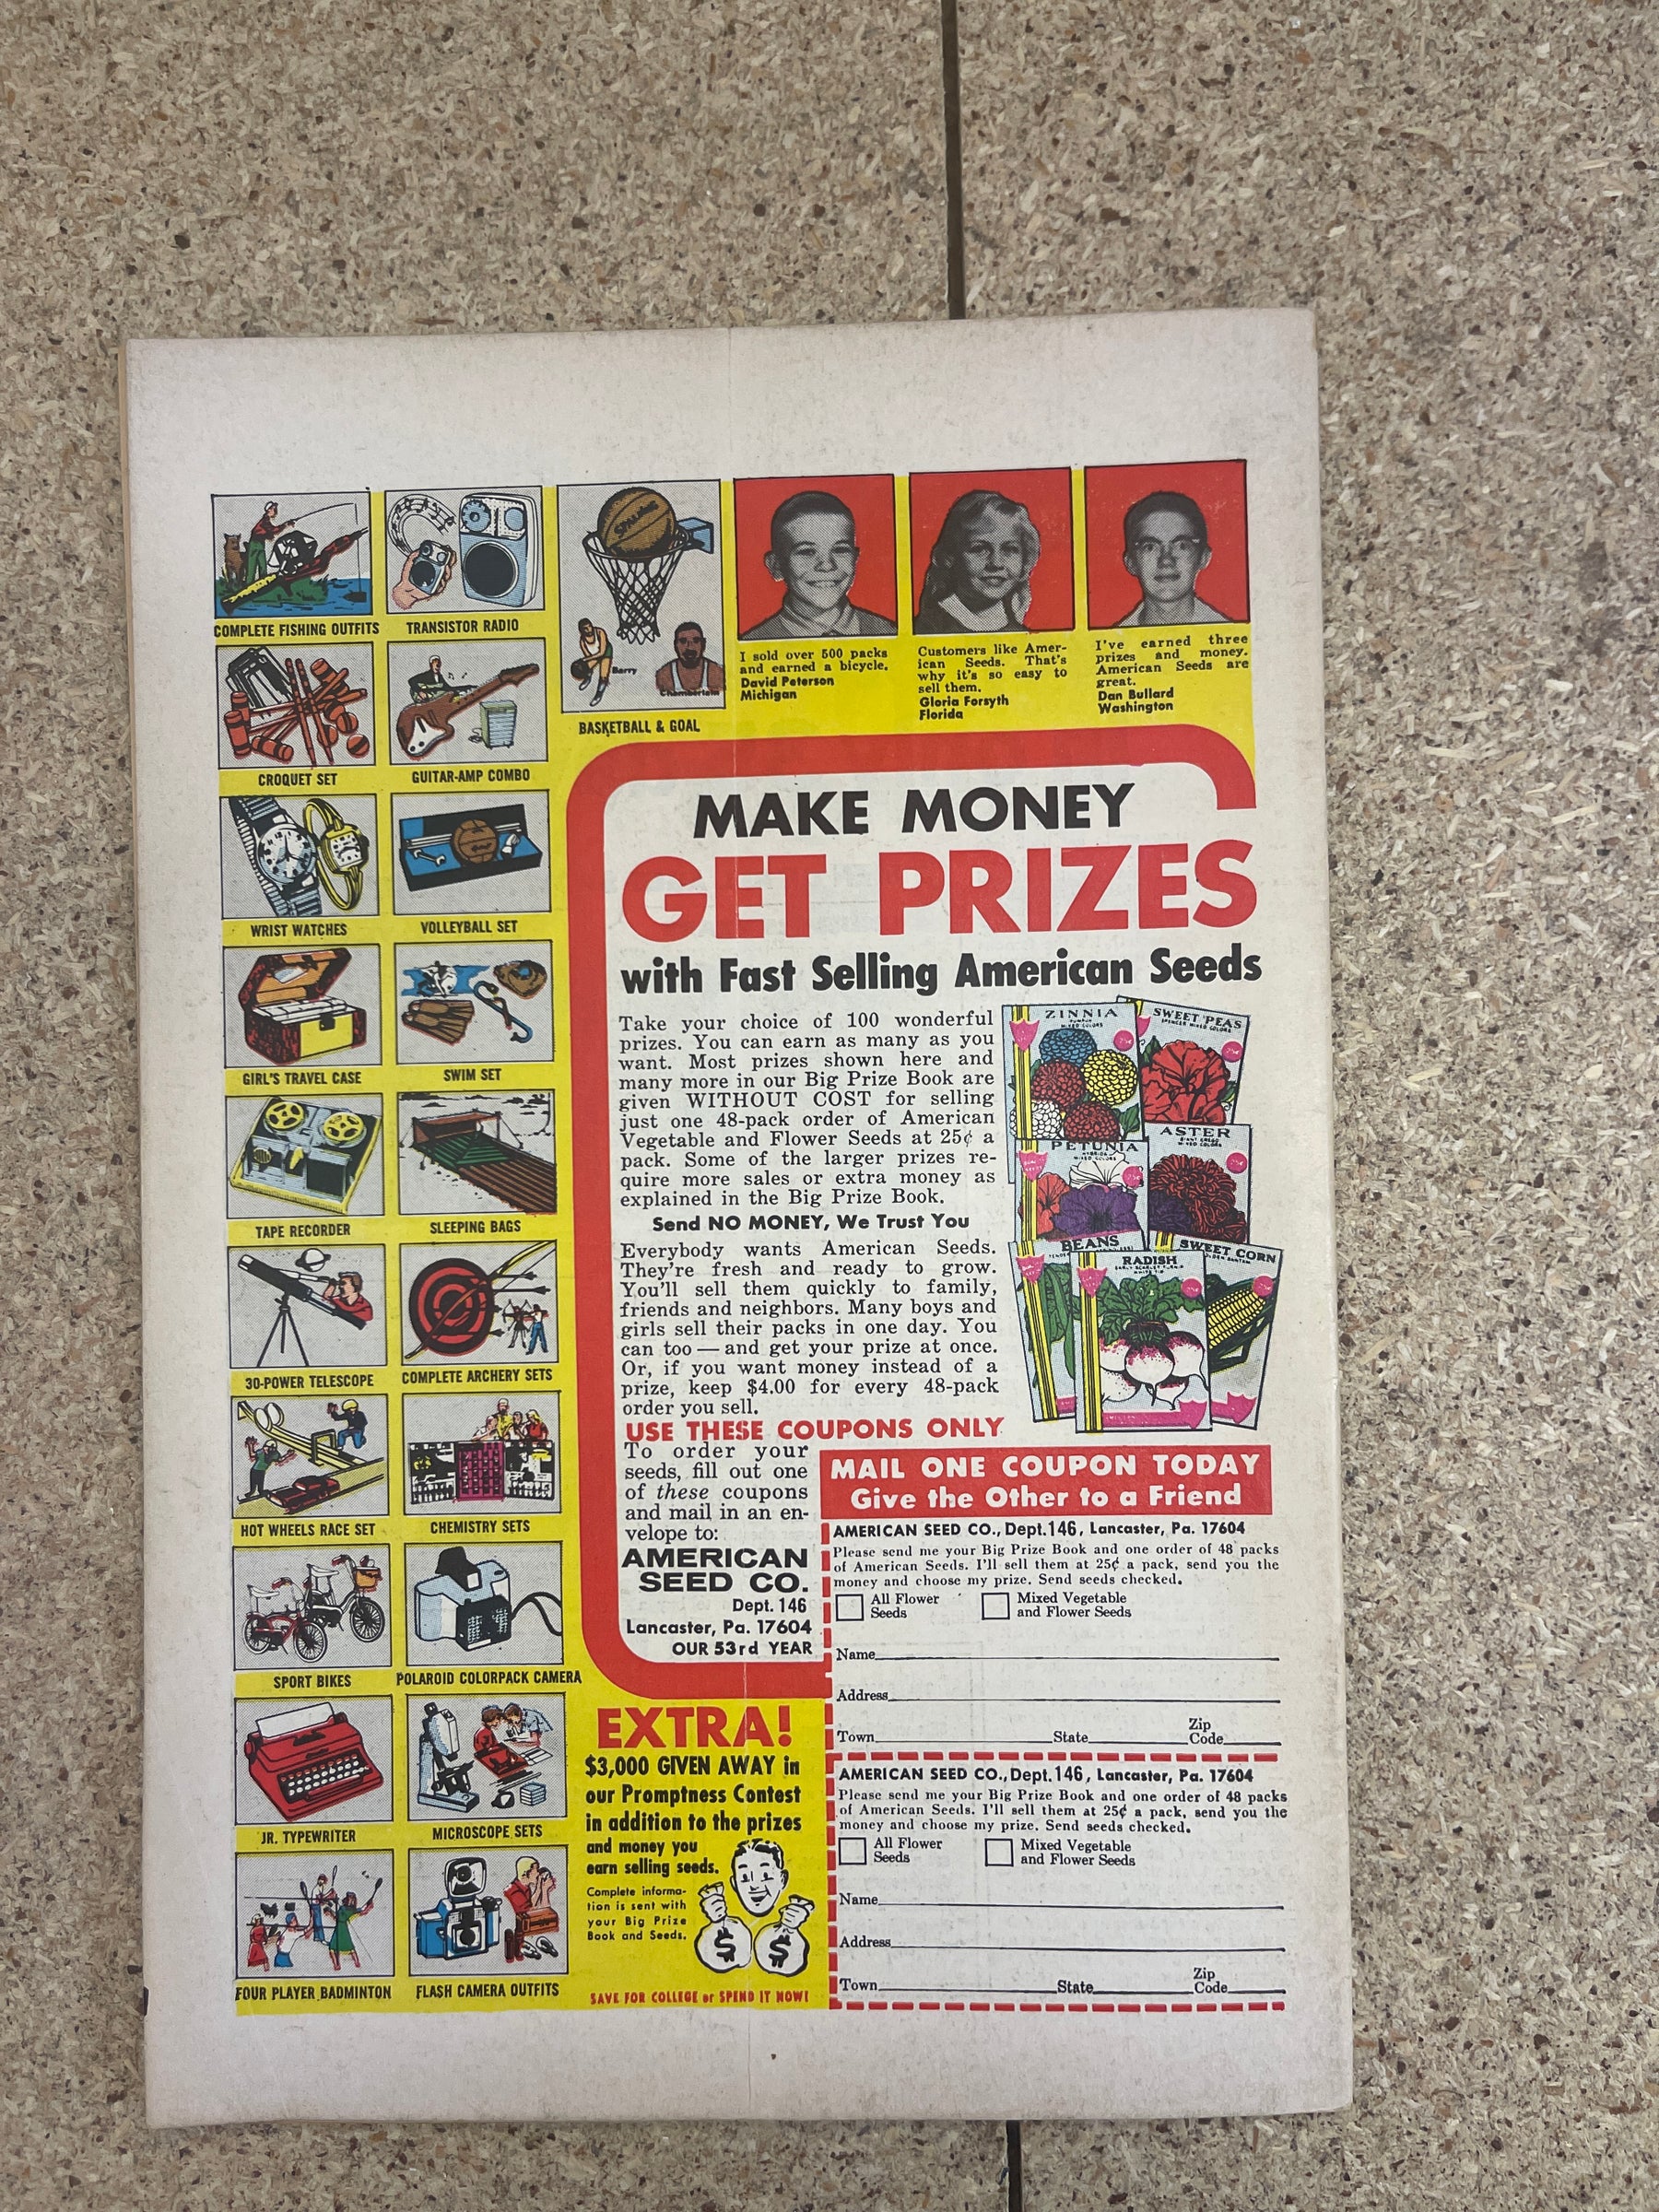 COMPLETE FISHING OUTFITS
TRANSISTOR RADIO
CROQUET SET
GUITAR-AMP COMBO
WRIST WATCHES
VOLLEYBALL SET
GIRL'S TRAVEL CASE
SWIM SET
TAPE RECORDER
SLEEPING BAGS
30-POWER TELESCOPE
COMPLETE ARCHERY SETS
HOT WHEELS RACE SET
CHEMISTRY SETS
SPORT BIKES
POLAROID COLORPACK CAMERA
JR. TYPEWRITER
MICROSCOPE SETS
FOUR PLAYER BADMINTON
FLASH CAMERA OUTFITS
Spalding
Barry
Chamberlain
BASKETBALL & GOAL
I sold over 500 packs
and earned a bicycle.
David Peterson
Michigan
Customers like Amer-
ican Seeds. That's
why it's so easy to
sell them.
Gloria Forsyth
Florida
I've earned three
prizes and money.
American Seeds are
great.
Dan Bullard
Washington
MAKE MONEY
GET PRIZES
with Fast Selling American Seeds
Take your choice of 100 wonderful
prizes. You can earn as many as you
want. Most prizes shown here and
many more in our Big Prize Book are
given WITHOUT COST for selling
just one 48-pack order of American
Vegetable and Flower Seeds at 25¢ a
pack. Some of the larger prizes re-
quire more sales or extra money as
explained in the Big Prize Book.
Send NO MONEY, We Trust You
Everybody wants American Seeds.
They're fresh and ready to grow.
You'll sell them quickly to family,
friends and neighbors. Many boys and
girls sell their packs in one day. You
can too — and get your prize at once.
Or, if you want money instead of a
prize, keep $4.00 for every 48-pack
order you sell.
ZINNIA
MIXED COLORS
25¢
SWEET PEAS
SPENCER MIXED COLORS
25¢
PETUNIA
MIXED COLORS
ASTER
MIXED COLORS
25¢
BEANS
RADISH
SWEET CORN
USE THESE COUPONS ONLY
To order your
seeds, fill out one
of these coupons
and mail in an en-
velope to:
AMERICAN
SEED CO.
Dept. 146
Lancaster, Pa. 17604
OUR 53rd YEAR
MAIL ONE COUPON TODAY
Give the Other to a Friend
AMERICAN SEED CO., Dept. 146, Lancaster, Pa. 17604
Please send me your Big Prize Book and one order of 48 packs
of American Seeds. I'll sell them at 25¢ a pack, send you the
money and choose my prize. Send seeds checked.
All Flower Seeds
Mixed Vegetable and Flower Seeds
Name
Address
Town State Zip Code
AMERICAN SEED CO., Dept. 146, Lancaster, Pa. 17604
Please send me your Big Prize Book and one order of 48 packs
of American Seeds. I'll sell them at 25¢ a pack, send you the
money and choose my prize. Send seeds checked.
All Flower Seeds
Mixed Vegetable and Flower Seeds
Name
Address
Town State Zip Code
EXTRA!
$3,000 GIVEN AWAY in
our Promptness Contest
in addition to the prizes
and money you
earn selling seeds.
Complete informa-
tion is sent with
your Big Prize
Book and Seeds.
$ $
SAVE FOR COLLEGE or SPEND IT NOW!